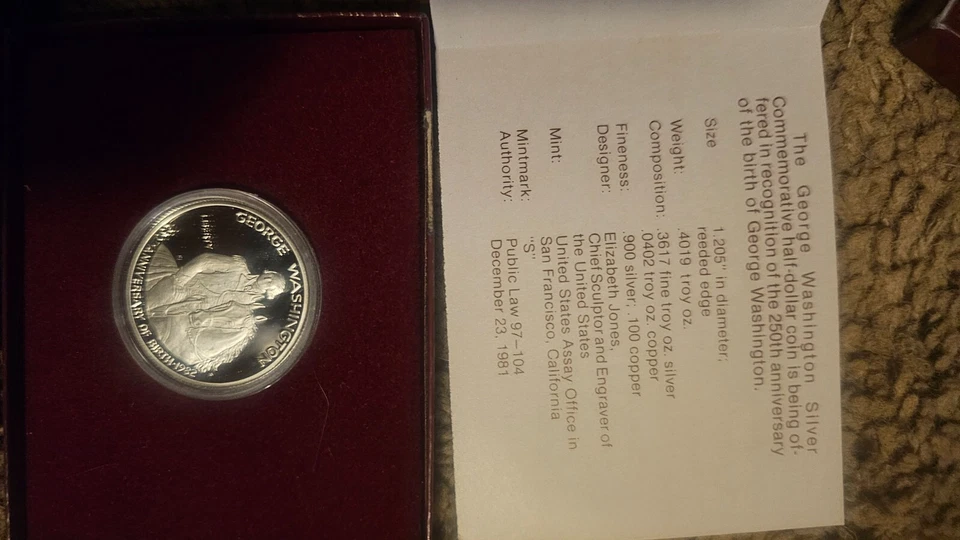 The George Washington Silver
Commemorative half-dollar coin is being of-
fered in recognition of the 250th anniversary
of the birth of George Washington.
Size 1.205" in diameter;
reeded edge
Weight: .4019 troy oz.
Composition: .3617 fine troy oz. silver
.0402 troy oz. copper
Fineness: .900 silver, .100 copper
Designer: Elizabeth Jones,
Chief Sculptor and Engraver of
the United States
Mint: United States Assay Office in
San Francisco, California
Mintmark: "S"
Authority: Public Law 97-104
December 23, 1981
GEORGE WASHINGTON
LIBERTY
ANNIVERSARY OF BIRTH 1982